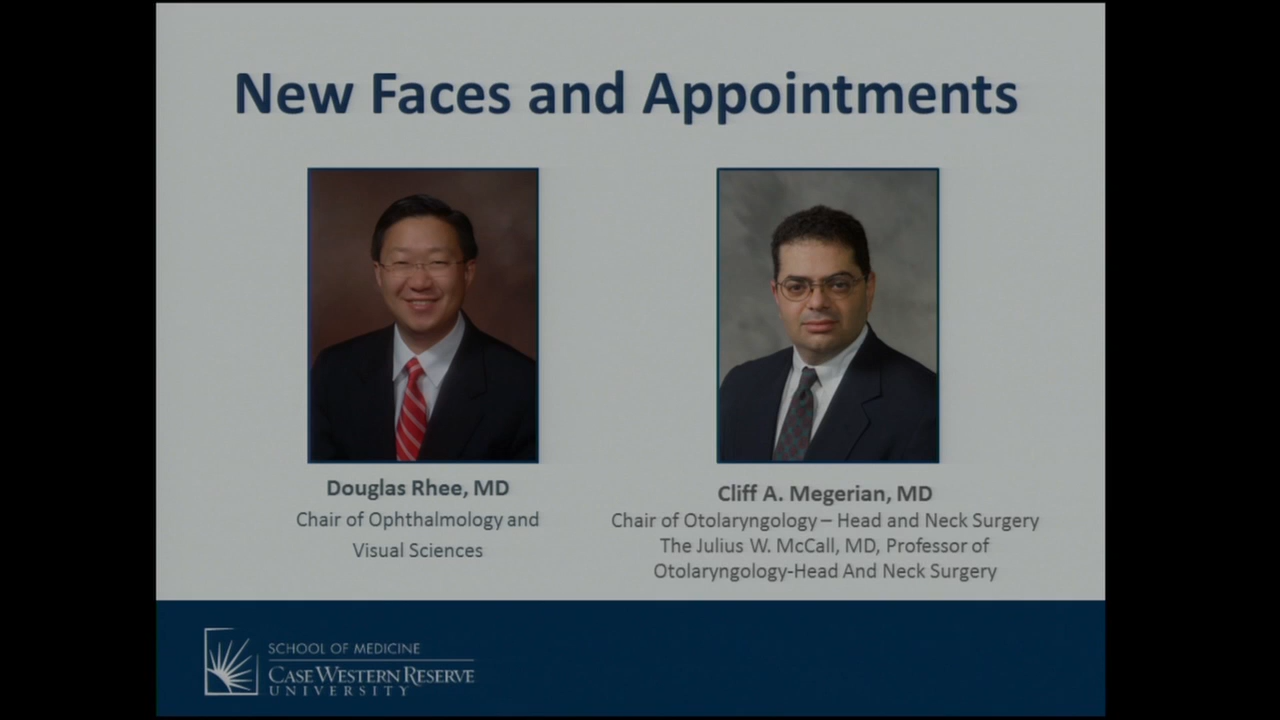 New Faces and Appointments
Douglas Rhee, MD
Chair of Ophthalmology and
Visual Sciences
Cliff A. Megerian, MD
Chair of Otolaryngology – Head and Neck Surgery
The Julius W. McCall, MD, Professor of
Otolaryngology-Head And Neck Surgery
SCHOOL OF MEDICINE
CASE WESTERN RESERVE
UNIVERSITY